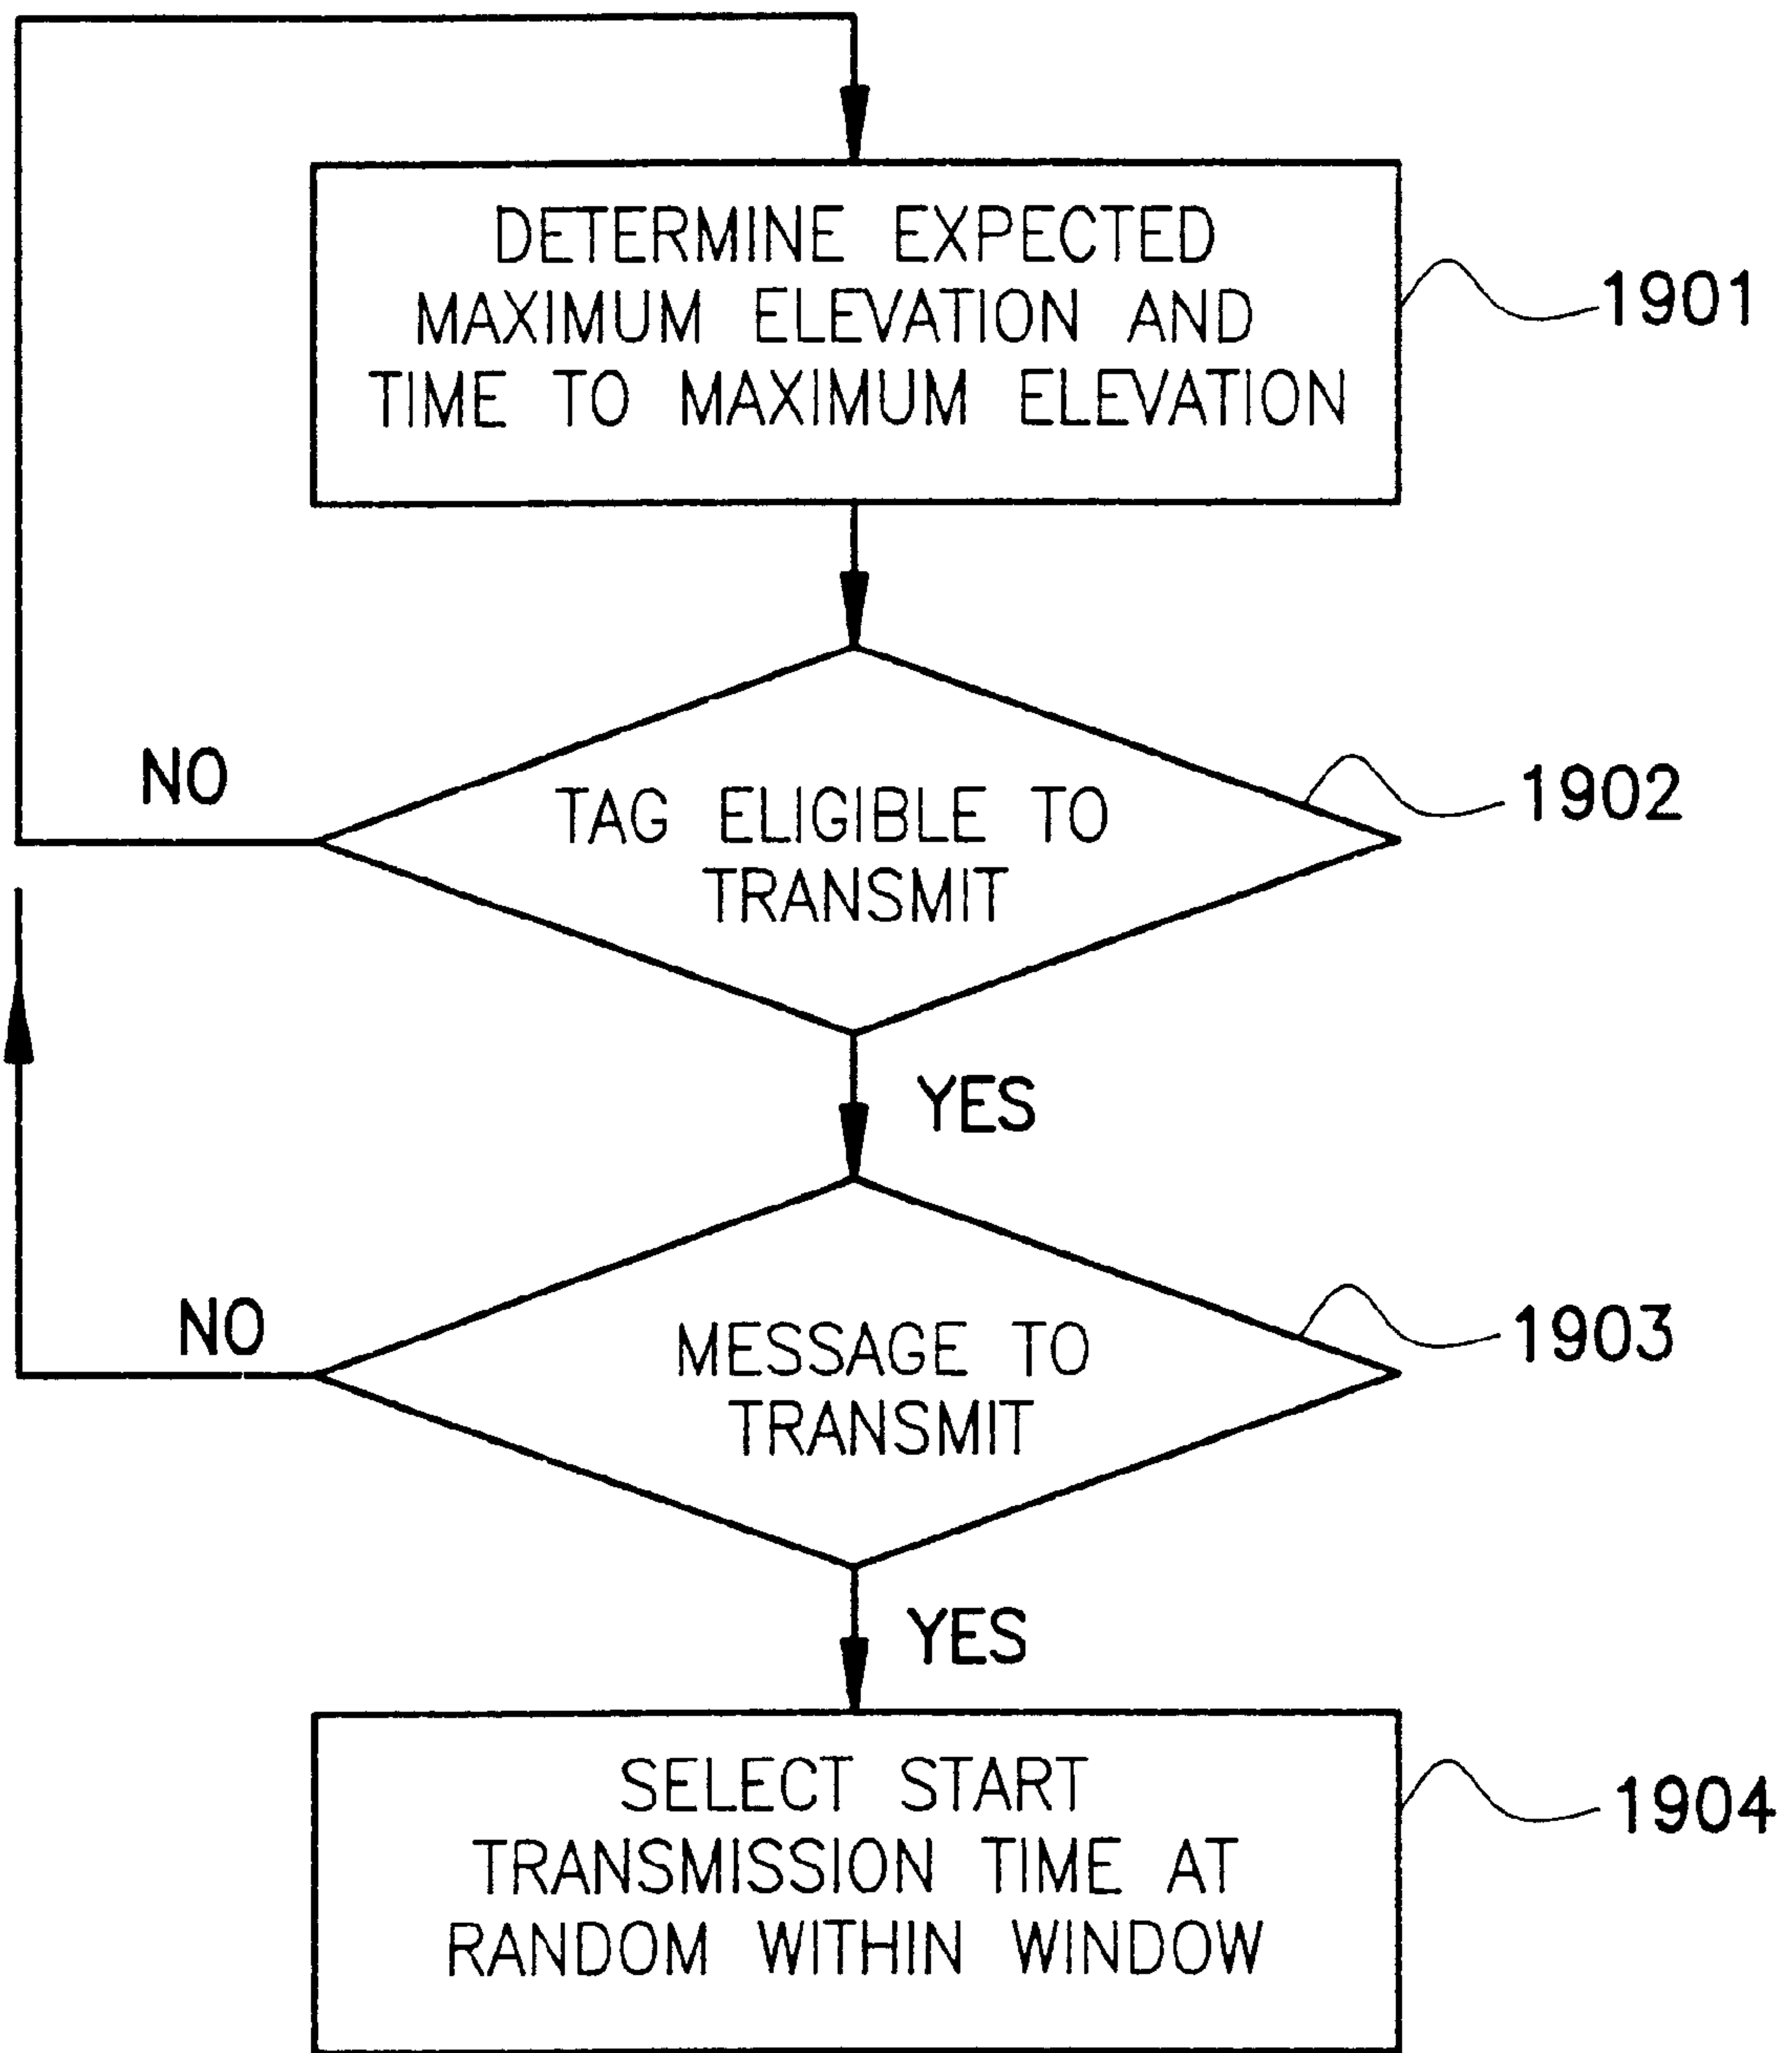 DETERMINE EXPECTED
MAXIMUM ELEVATION AND
TIME TO MAXIMUM ELEVATION
1901
NO
TAG ELIGIBLE TO
TRANSMIT
1902
YES
NO
MESSAGE TO
TRANSMIT
1903
YES
SELECT START
TRANSMISSION TIME AT
RANDOM WITHIN WINDOW
1904